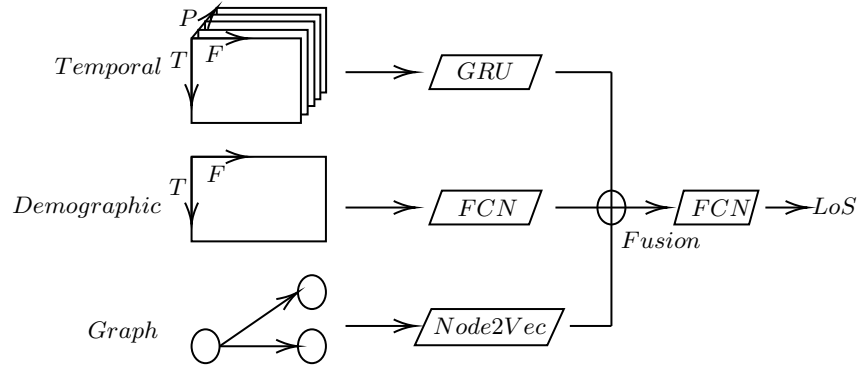 P
Temporal T F GRU
T F
Demographic FCN FCN LoS
Fusion
Graph Node2Vec